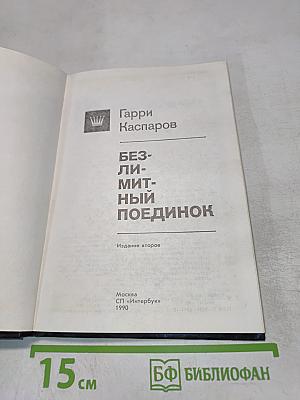 Гарри
Каспаров
БЕЗ-
ЛИ-
МИТ-
НЫЙ
ПОЕДИНОК
Издание второе
Москва
СП «Интербук»
1990
15 см
БФ БИБЛИОФАН